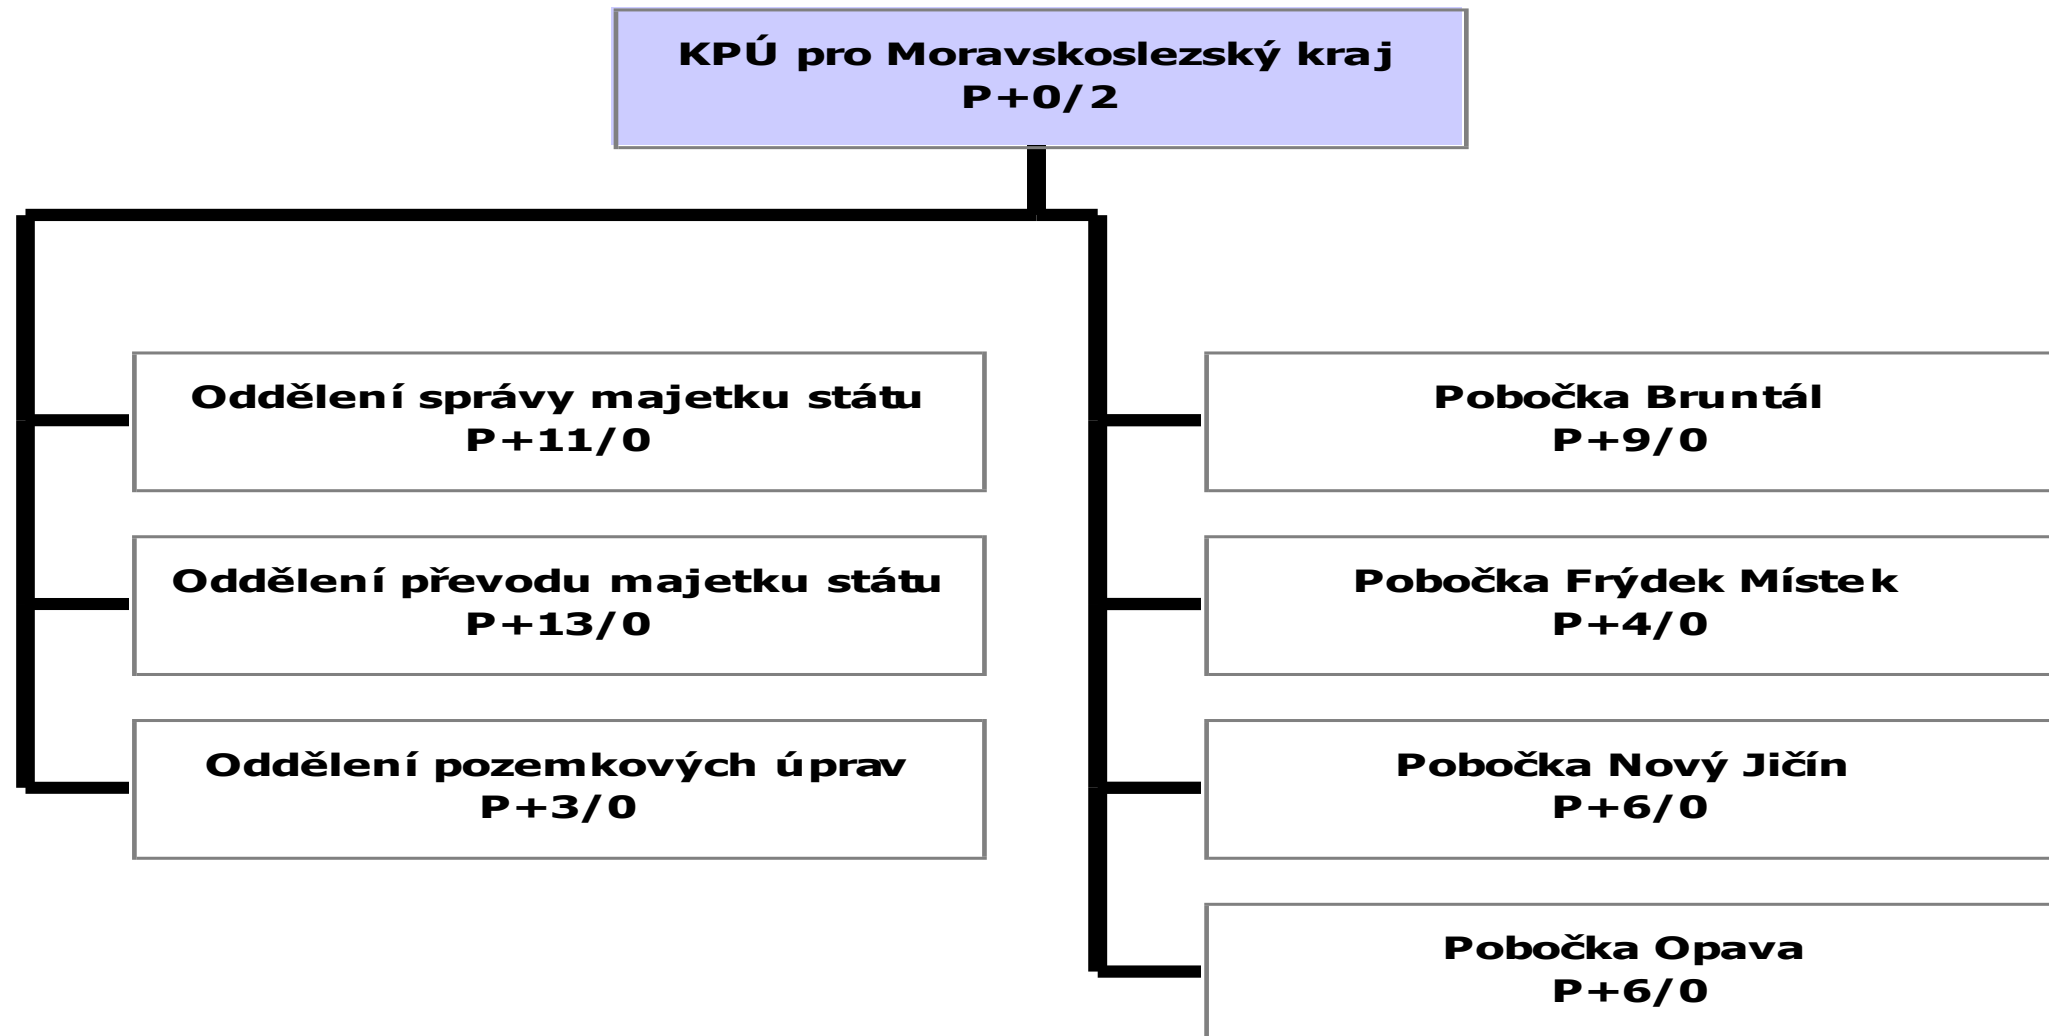 KPÚ pro Moravskoslezský kraj
P+0/2
Oddělení správy majetku státu
P+11/0
Oddělení převodu majetku státu
P+13/0
Oddělení pozemkových úprav
P+3/0
Pobočka Bruntál
P+9/0
Pobočka Frýdek Místek
P+4/0
Pobočka Nový Jičín
P+6/0
Pobočka Opava
P+6/0